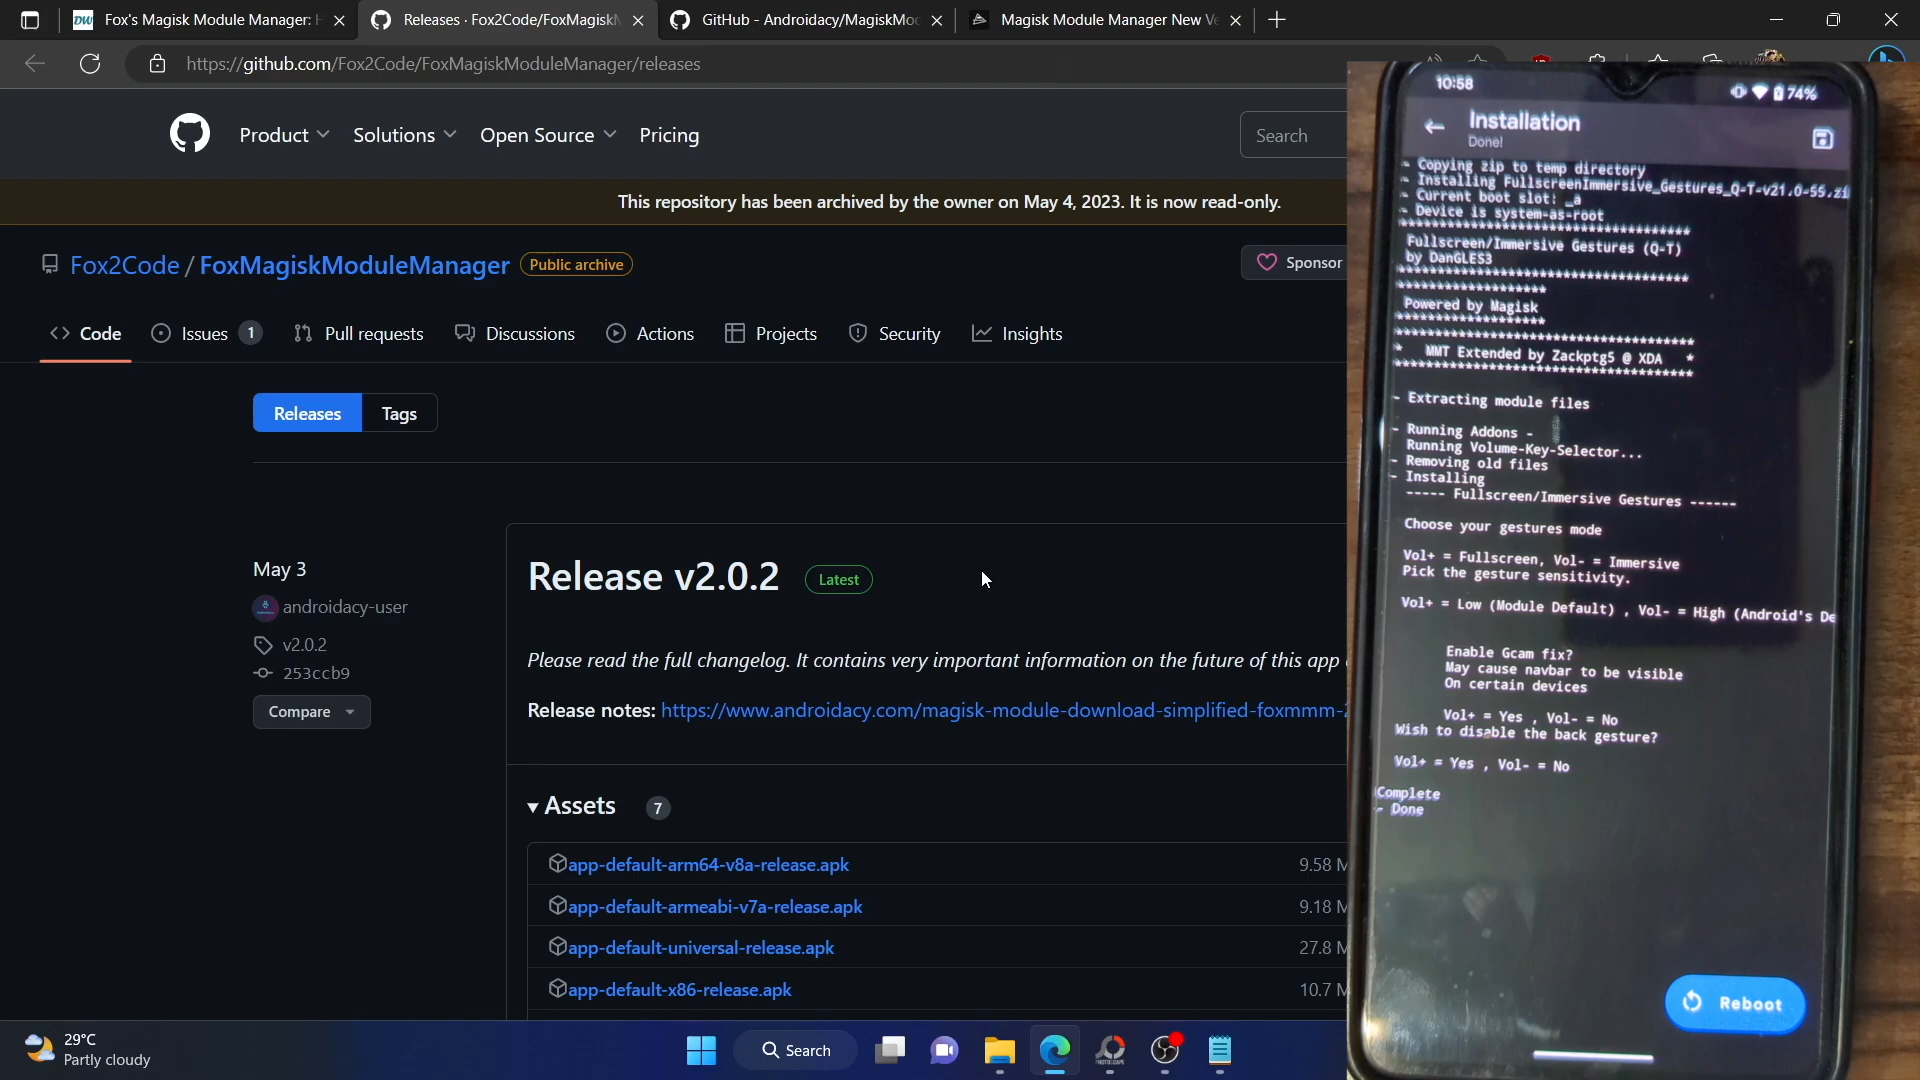 Fox's Magisk Module Manager:
Releases · Fox2Code/FoxMagisk
GitHub - Androidacy/MagiskMo
Magisk Module Manager New Ve
https://github.com/Fox2Code/FoxMagiskModuleManager/releases
Product
Solutions
Open Source
Pricing
Search
This repository has been archived by the owner on May 4, 2023. It is now read-only.
Fox2Code / FoxMagiskModuleManager
Public archive
Sponsor
Code
Issues 1
Pull requests
Discussions
Actions
Projects
Security
Insights
Releases
Tags
May 3
androidacy-user
v2.0.2
253ccb9
Compare
Release v2.0.2
Latest
Please read the full changelog. It contains very important information on the future of this app
Release notes: https://www.androidacy.com/magisk-module-download-simplified-foxmmm-
Assets 7
app-default-arm64-v8a-release.apk
9.58 M
app-default-armeabi-v7a-release.apk
9.18 M
app-default-universal-release.apk
27.8 M
app-default-x86-release.apk
10.7 M
29°C
Partly cloudy
Search
10:58
74%
Installation
Done!
- Copying zip to temp directory
- Installing FullscreenImmersive_Gestures_Q-T-v21.0-55.zi
- Current boot slot: _a
- Device is system-as-root
****************************************
Fullscreen/Immersive Gestures (Q-T)
by DanGLES3
****************************************
********************
Powered by Magisk
********************
****************************************
* MMT Extended by Zackptg5 @ XDA *
****************************************
- Extracting module files
- Running Addons -
Running Volume-Key-Selector...
- Removing old files
- Installing
----- Fullscreen/Immersive Gestures ------
Choose your gestures mode
Vol+ = Fullscreen, Vol- = Immersive
Pick the gesture sensitivity.
Vol+ = Low (Module Default) , Vol- = High (Android's De
Enable Gcam fix?
May cause navbar to be visible
On certain devices
Vol+ = Yes , Vol- = No
Wish to disable the back gesture?
Vol+ = Yes , Vol- = No
Complete
- Done
Reboot